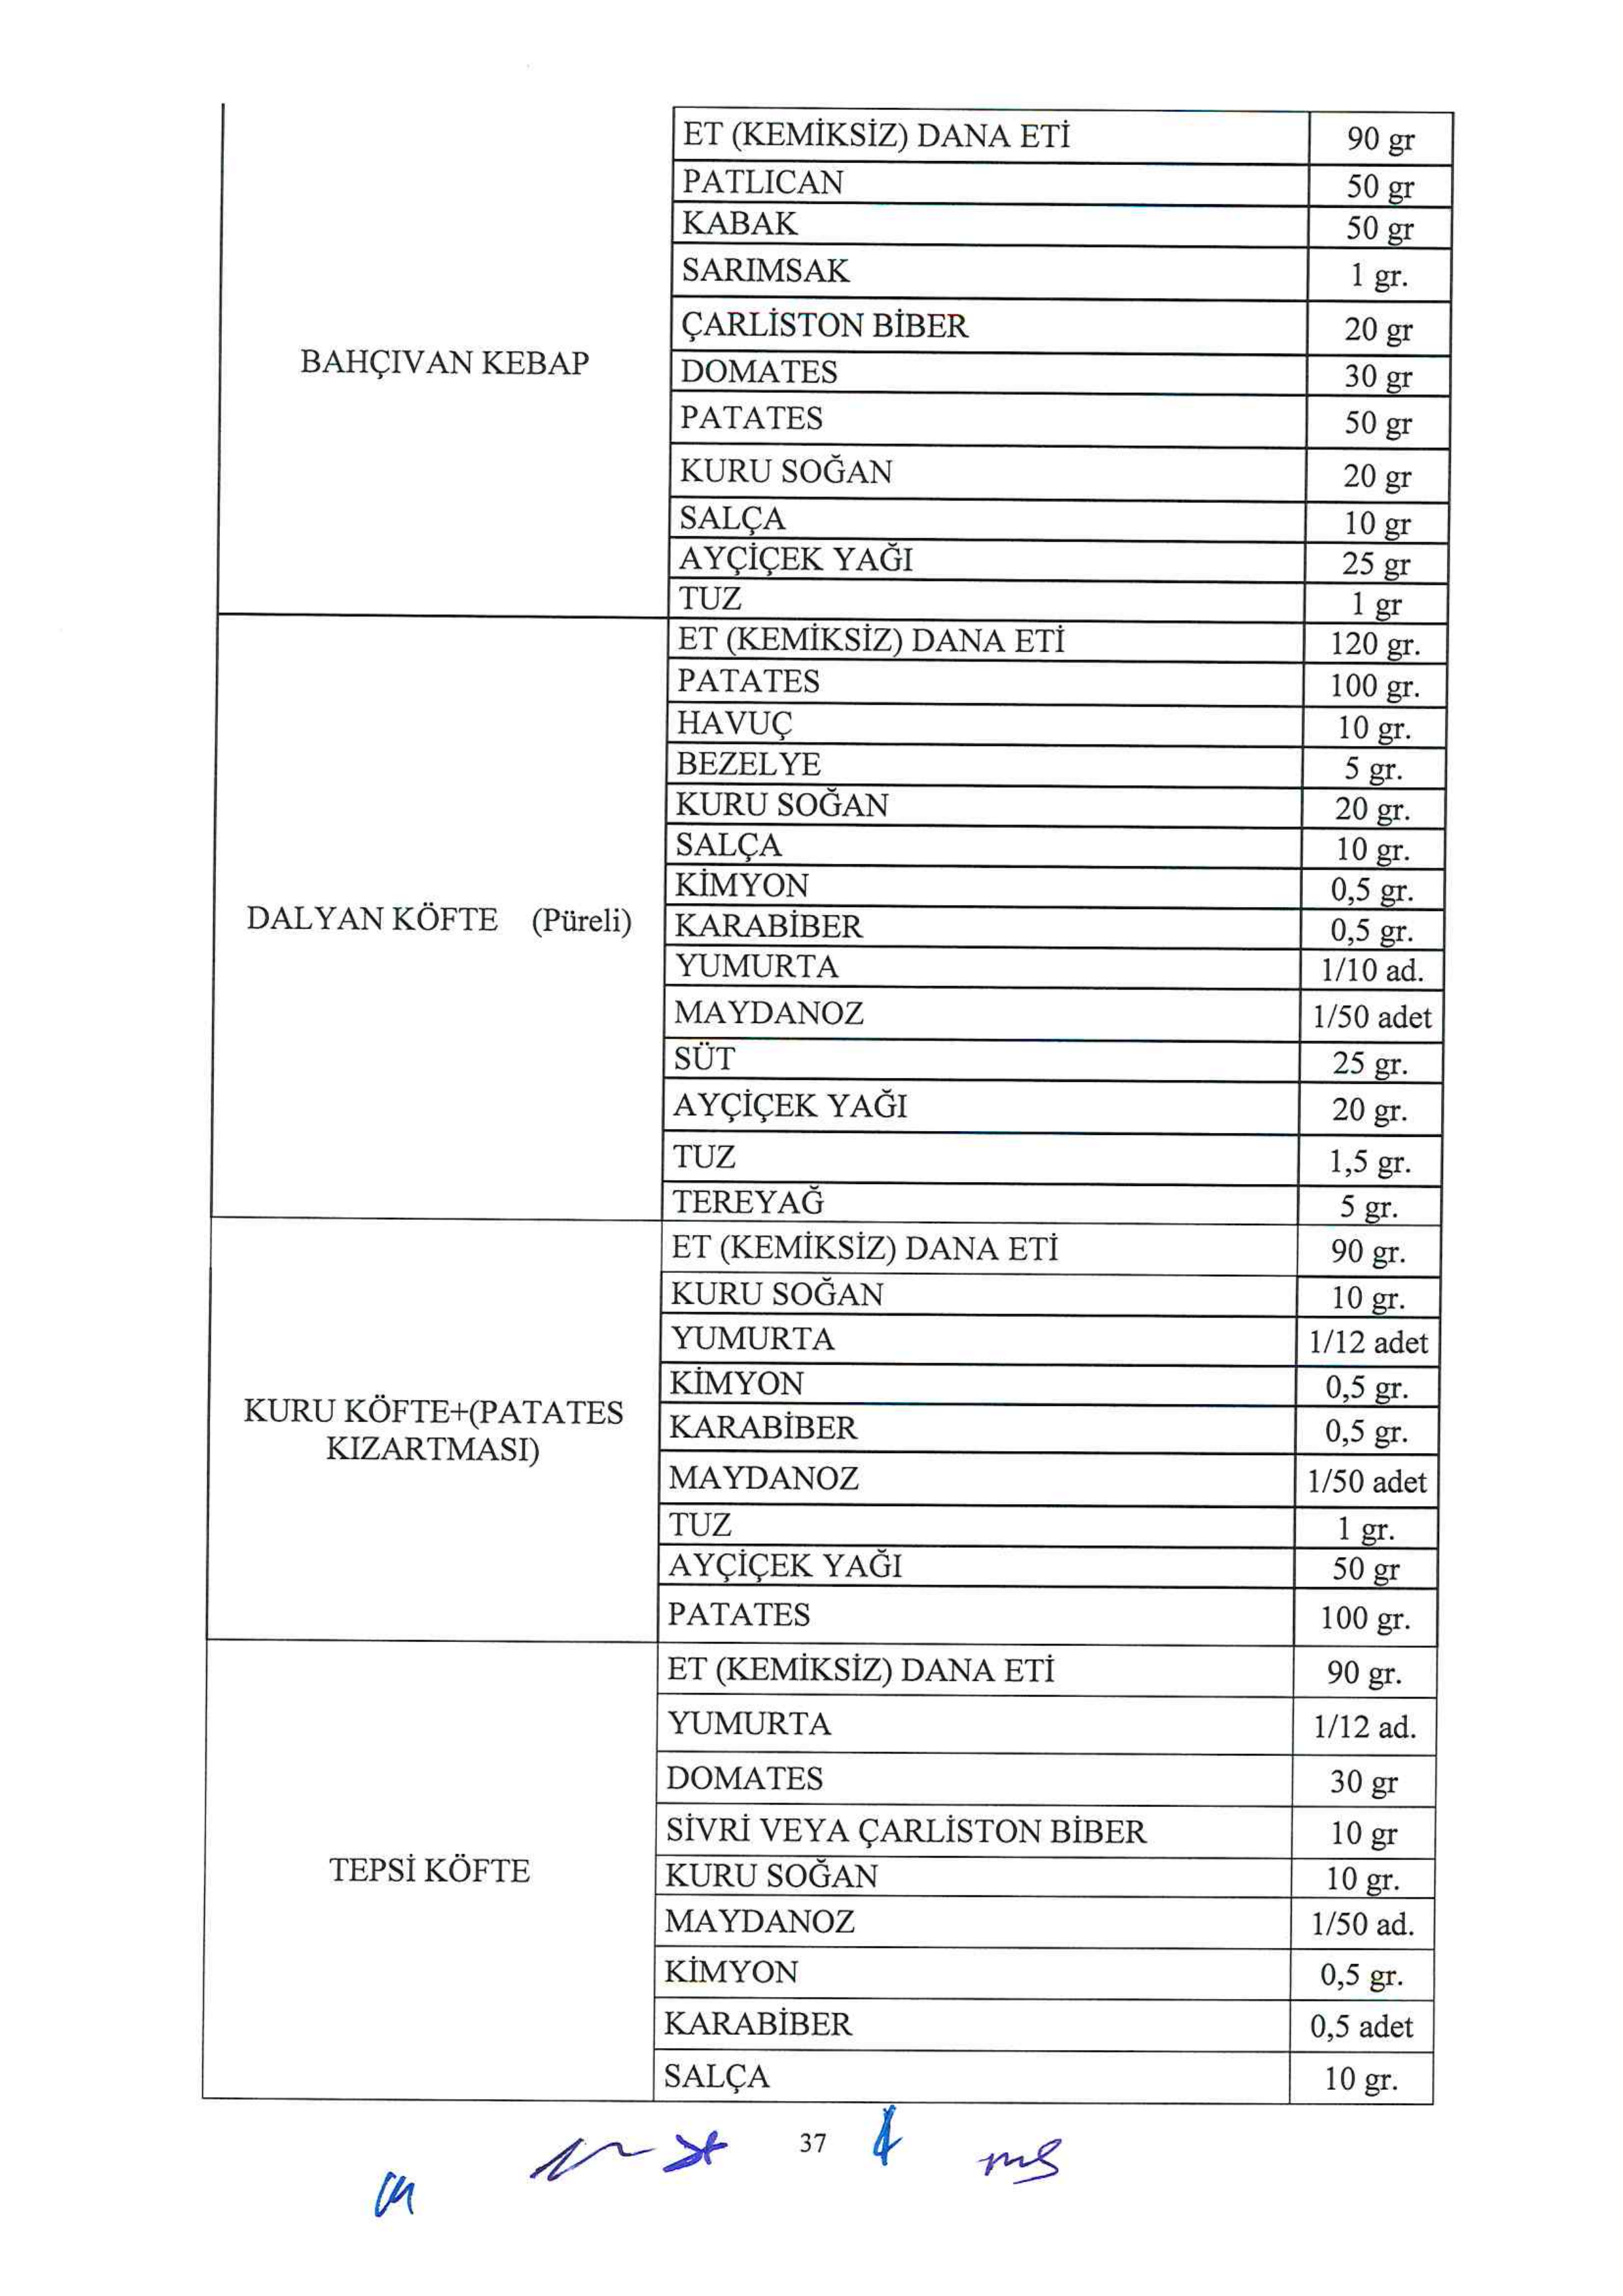 ET (KEMİKSİZ) DANA ETİ 90 gr
PATLICAN 50 gr
KABAK 50 gr
SARIMSAK 1 gr.
ÇARLİSTON BİBER 20 gr
BAHÇIVAN KEBAP
DOMATES 30 gr
PATATES 50 gr
KURU SOĞAN 20 gr
SALÇA 10 gr
AYÇİÇEK YAĞI 25 gr
TUZ 1 gr
ET (KEMİKSİZ) DANA ETİ 120 gr.
PATATES 100 gr.
HAVUÇ 10 gr.
BEZELYE 5 gr.
KURU SOĞAN 20 gr.
SALÇA 10 gr.
KİMYON 0,5 gr.
DALYAN KÖFTE (Püreli)
KARABİBER 0,5 gr.
YUMURTA 1/10 ad.
MAYDANOZ 1/50 adet
SÜT 25 gr.
AYÇİÇEK YAĞI 20 gr.
TUZ 1,5 gr.
TEREYAĞ 5 gr.
ET (KEMİKSİZ) DANA ETİ 90 gr.
KURU SOĞAN 10 gr.
YUMURTA 1/12 adet
KİMYON 0,5 gr.
KURU KÖFTE+(PATATES
KIZARTMASI)
KARABİBER 0,5 gr.
MAYDANOZ 1/50 adet
TUZ 1 gr.
AYÇİÇEK YAĞI 50 gr
PATATES 100 gr.
ET (KEMİKSİZ) DANA ETİ 90 gr.
YUMURTA 1/12 ad.
DOMATES 30 gr
SİVRİ VEYA ÇARLİSTON BİBER 10 gr
TEPSİ KÖFTE
KURU SOĞAN 10 gr.
MAYDANOZ 1/50 ad.
KİMYON 0,5 gr.
KARABİBER 0,5 adet
SALÇA 10 gr.
37